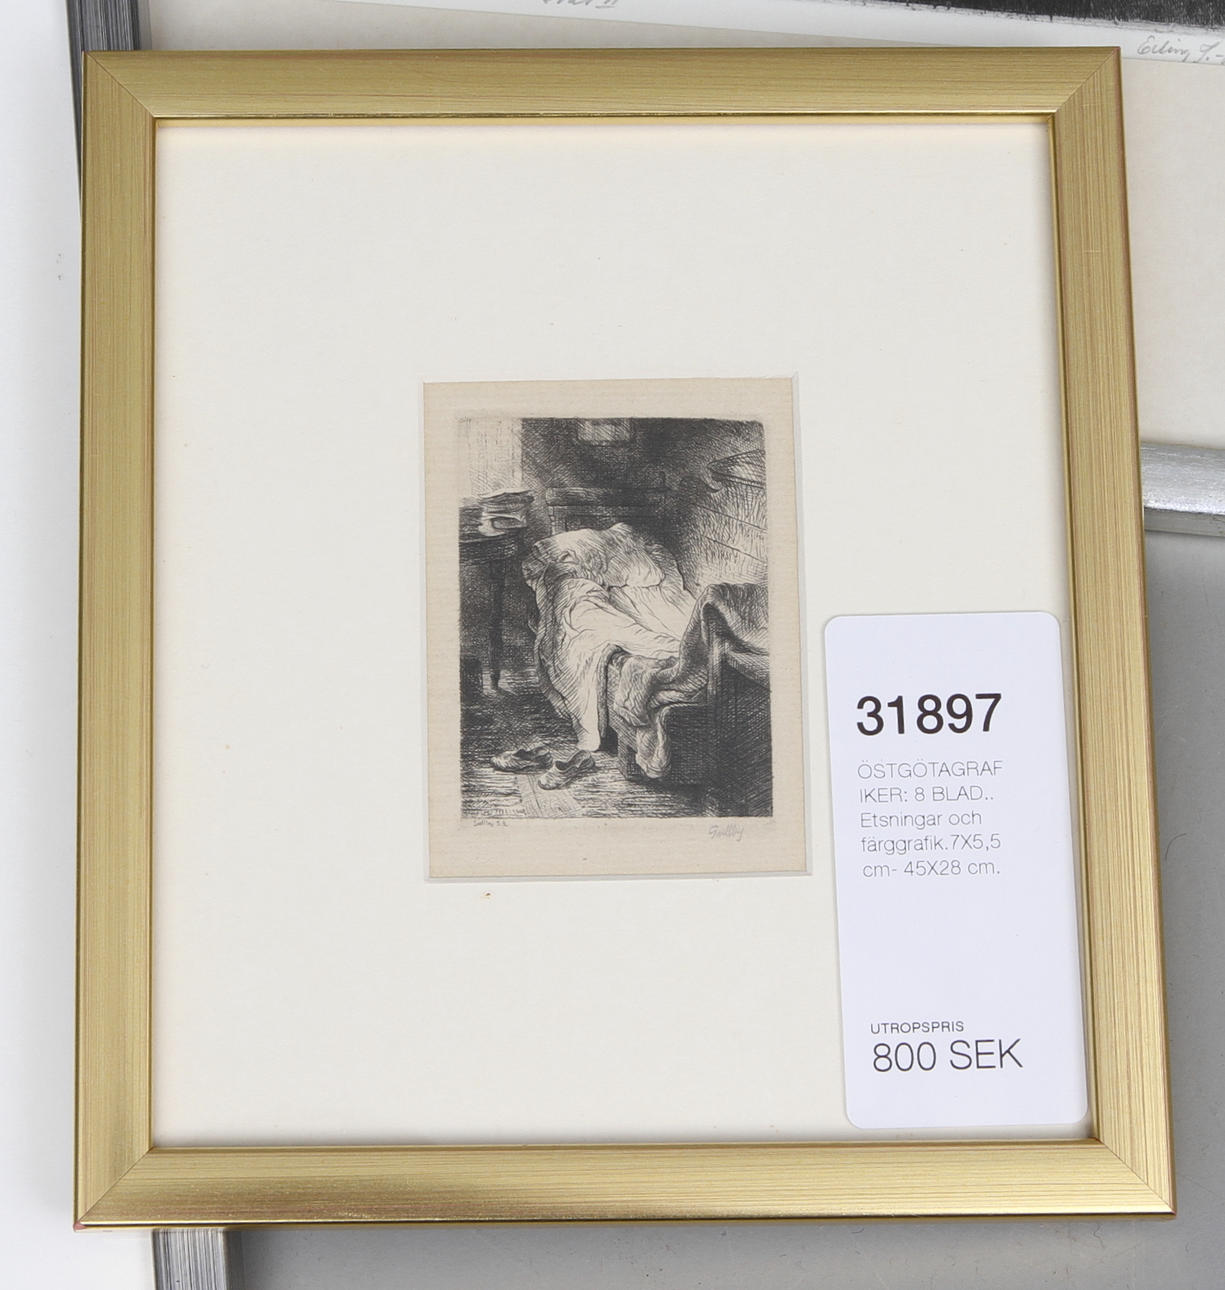 31897
ÖSTGÖTAGRAF
IKER: 8 BLAD..
Etsningar och
färggrafik.7X5,5
cm- 45X28 cm.
UTROPSPRIS
800 SEK